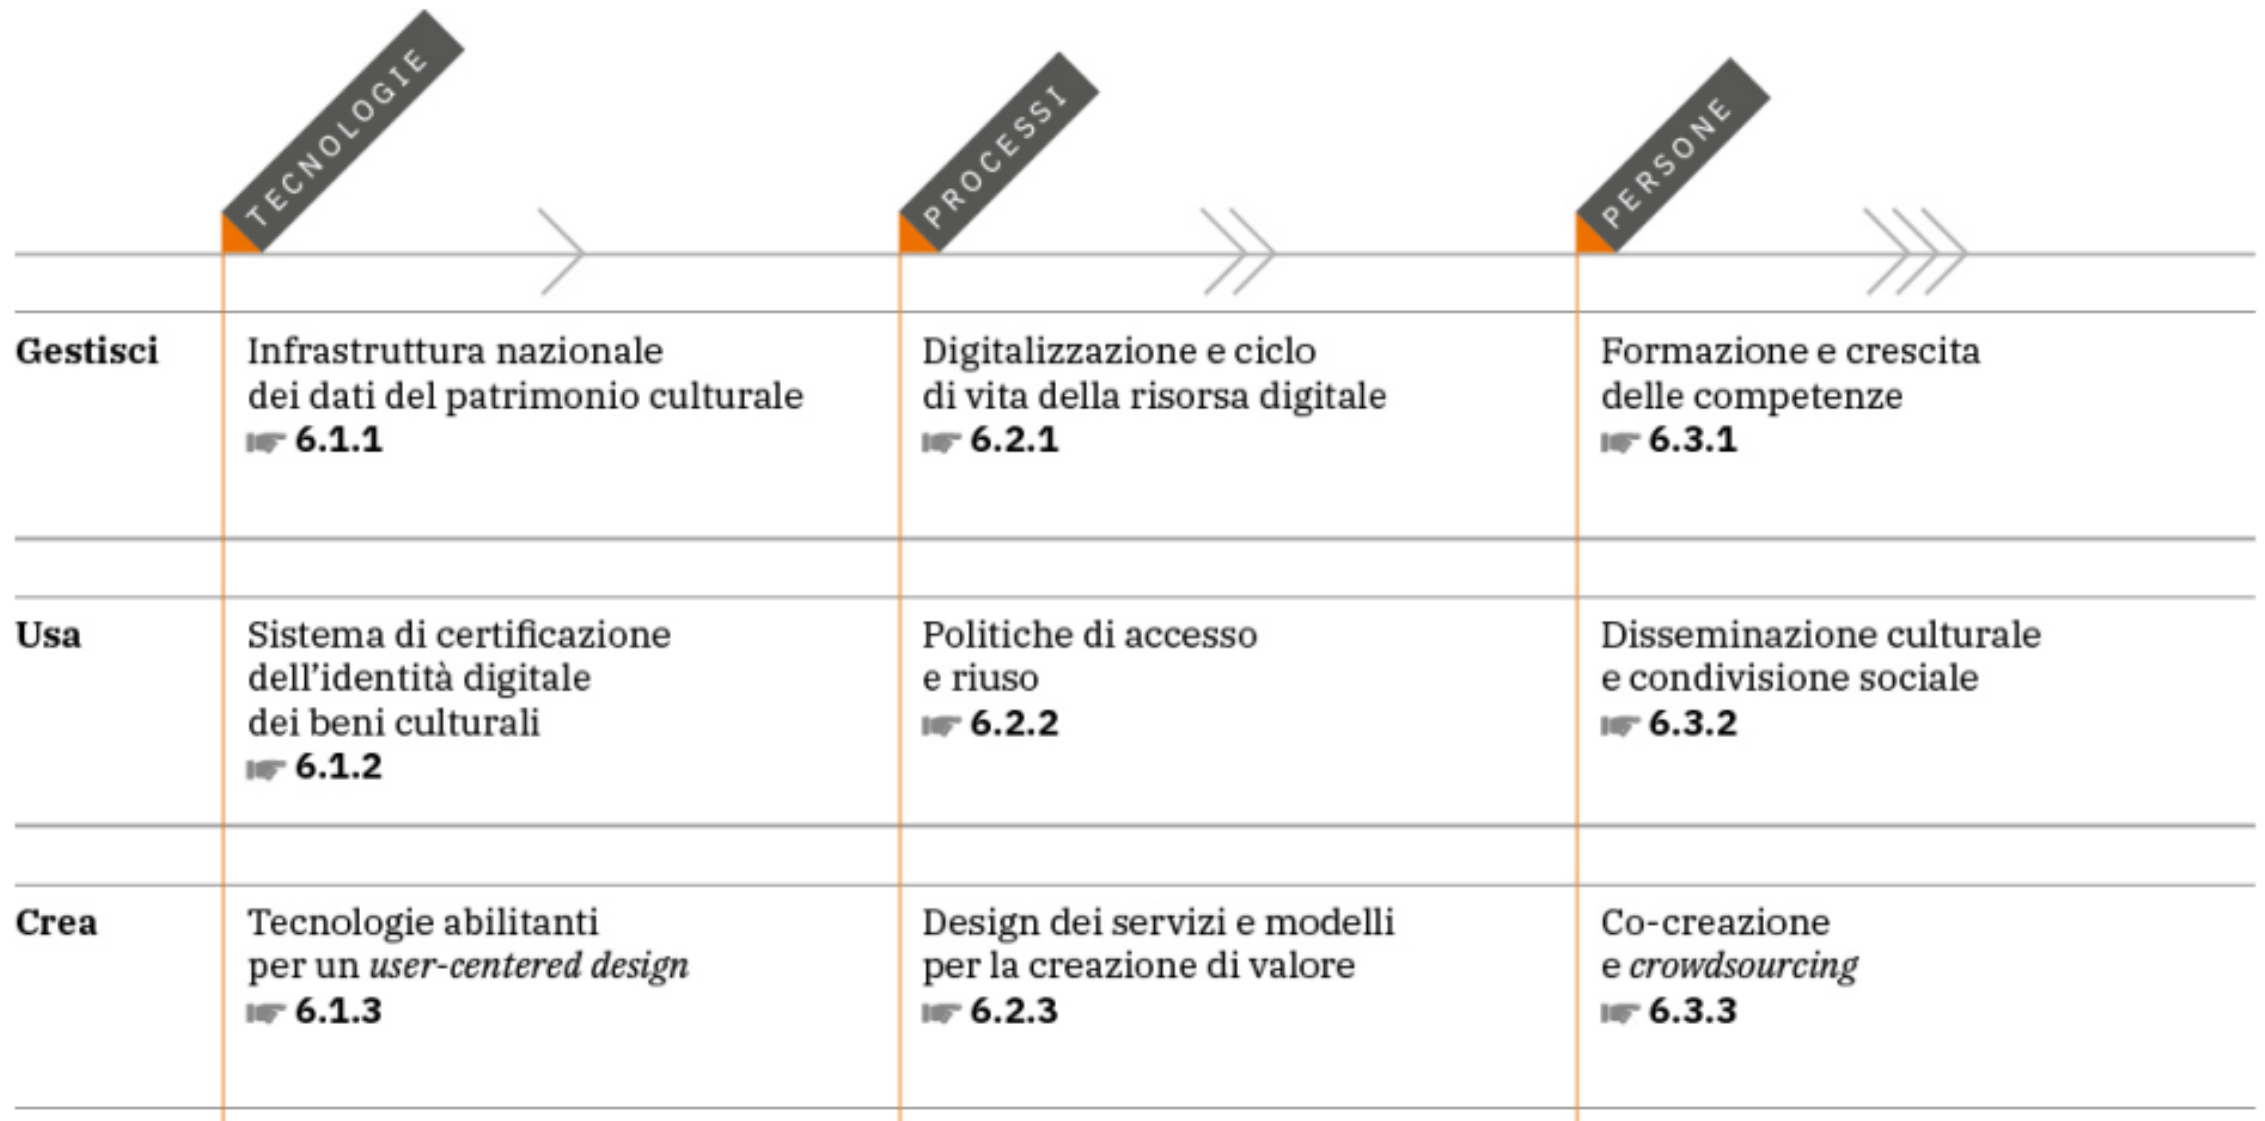 TECNOLOGIE
PROCESSI
PERSONE
Gestisci
Infrastruttura nazionale
dei dati del patrimonio culturale
6.1.1
Digitalizzazione e ciclo
di vita della risorsa digitale
6.2.1
Formazione e crescita
delle competenze
6.3.1
Usa
Sistema di certificazione
dell’identità digitale
dei beni culturali
6.1.2
Politiche di accesso
e riuso
6.2.2
Disseminazione culturale
e condivisione sociale
6.3.2
Crea
Tecnologie abilitanti
per un user-centered design
6.1.3
Design dei servizi e modelli
per la creazione di valore
6.2.3
Co-creazione
e crowdsourcing
6.3.3